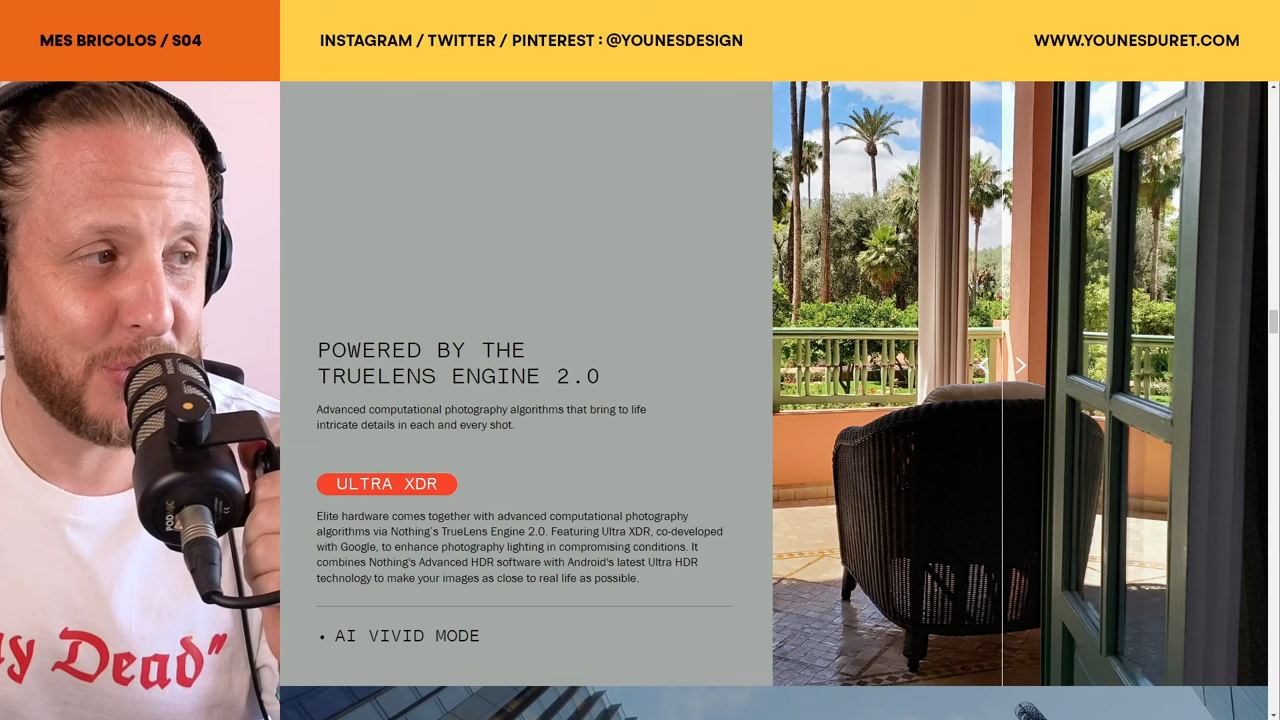 MES BRICOLOS / S04
INSTAGRAM / TWITTER / PINTEREST : @YOUNESDESIGN
WWW.YOUNESDURET.COM
POWERED BY THE
TRUELENS ENGINE 2.0
Advanced computational photography algorithms that bring to life
intricate details in each and every shot.
ULTRA XDR
Elite hardware comes together with advanced computational photography
algorithms via Nothing's TrueLens Engine 2.0. Featuring Ultra XDR, co-developed
with Google, to enhance photography lighting in compromising conditions. It
combines Nothing's Advanced HDR software with Android's latest Ultra HDR
technology to make your images as close to real life as possible.
• AI VIVID MODE
Dead"